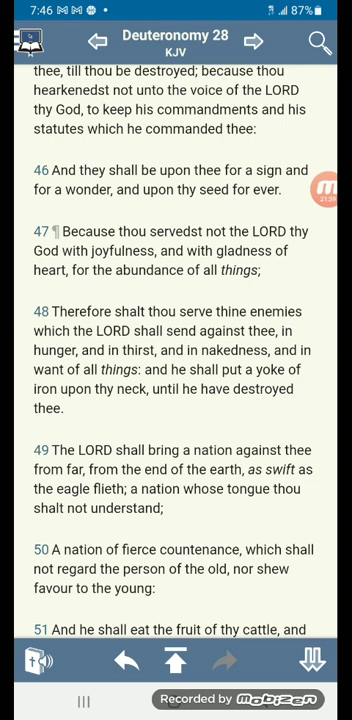 7:46
87%
Deuteronomy 28
KJV
thee, till thou be destroyed; because thou
hearkenedst not unto the voice of the LORD
thy God, to keep his commandments and his
statutes which he commanded thee:
46 And they shall be upon thee for a sign and
for a wonder, and upon thy seed for ever.
47 ¶ Because thou servedst not the LORD thy
God with joyfulness, and with gladness of
heart, for the abundance of all things;
48 Therefore shalt thou serve thine enemies
which the LORD shall send against thee, in
hunger, and in thirst, and in nakedness, and in
want of all things: and he shall put a yoke of
iron upon thy neck, until he have destroyed
thee.
49 The LORD shall bring a nation against thee
from far, from the end of the earth, as swift as
the eagle flieth; a nation whose tongue thou
shalt not understand;
50 A nation of fierce countenance, which shall
not regard the person of the old, nor shew
favour to the young:
51 And he shall eat the fruit of thy cattle, and
Recorded by mobizen